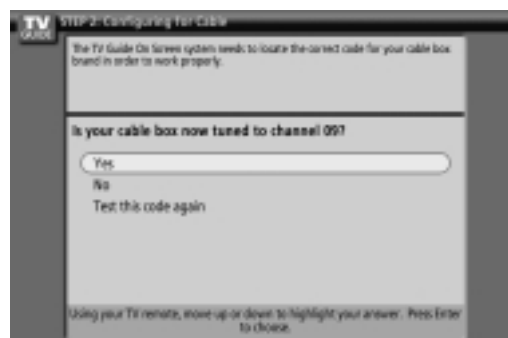 TV
GUIDE
STEP 2: Configuring for Cable
The TV Guide On Screen system needs to locate the correct code for your cable box
brand in order to work properly.
Is your cable box now tuned to channel 09?
Yes
No
Test this code again
Using your TV remote, move up or down to highlight your answer. Press Enter
to choose.